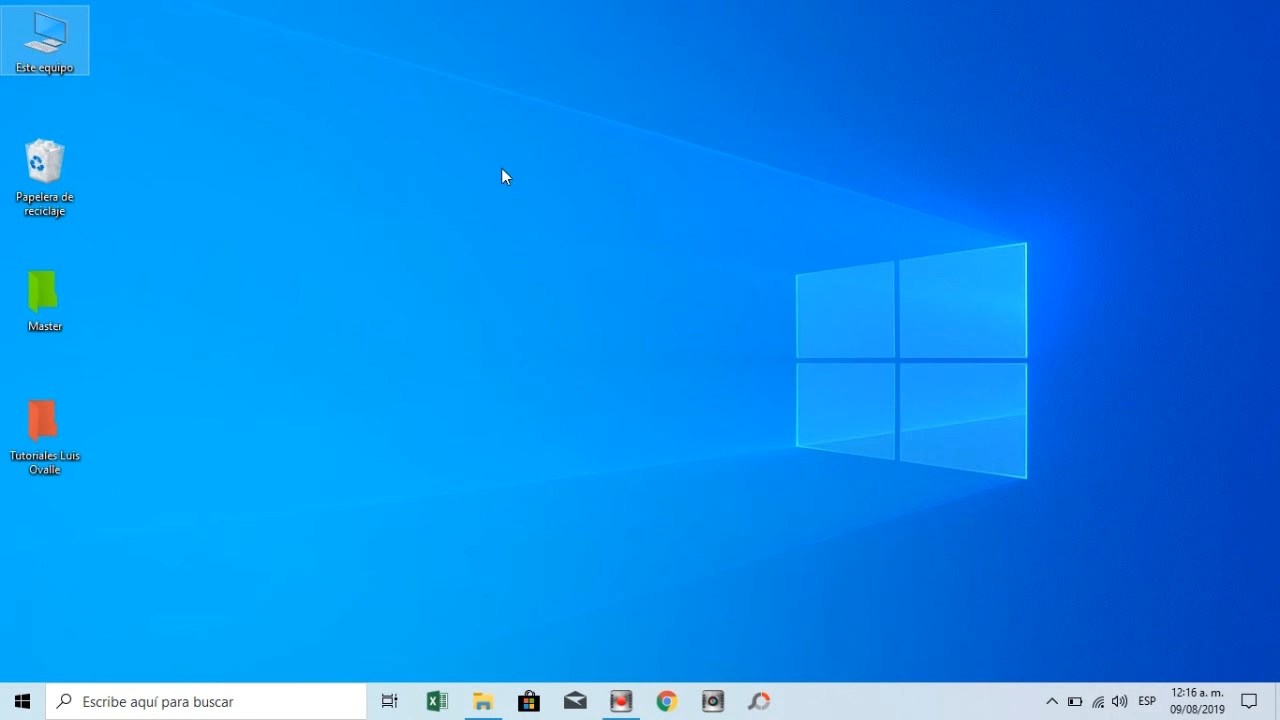 Este equipo
Papelera de
reciclaje
Master
Tutoriales Luis
Ovalle
Escribe aquí para buscar
ESP
12:16 a. m.
09/08/2019